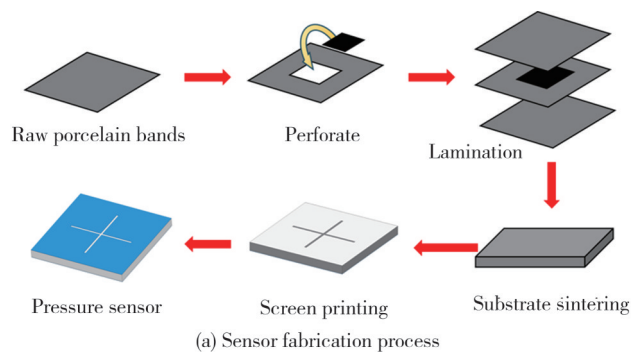 Raw porcelain bands
Perforate
Lamination
Pressure sensor
Screen printing
Substrate sintering
(a) Sensor fabrication process